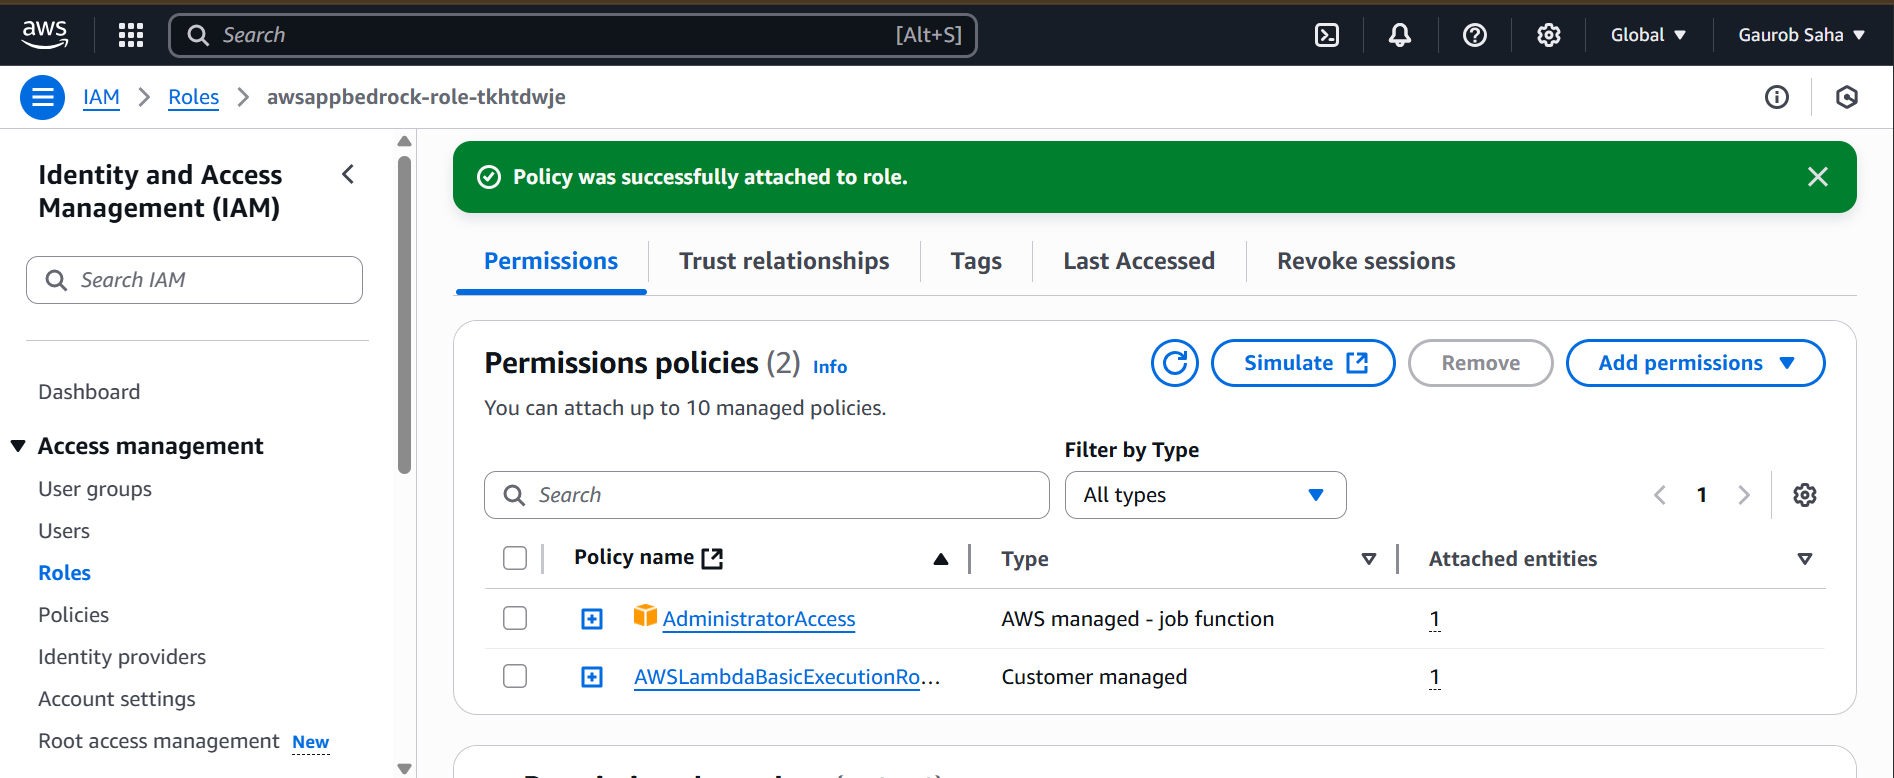 aws
Search
[Alt+S]
Global
Gaurob Saha
IAM
Roles
awsappbedrock-role-tkhtdwje
Identity and Access
Management (IAM)
Search IAM
Dashboard
Access management
User groups
Users
Roles
Policies
Identity providers
Account settings
Root access management New
Policy was successfully attached to role.
Permissions
Trust relationships
Tags
Last Accessed
Revoke sessions
Permissions policies (2) Info
Simulate
Remove
Add permissions
You can attach up to 10 managed policies.
Filter by Type
Search
All types
1
Policy name
Type
Attached entities
AdministratorAccess
AWS managed - job function
1
AWSLambdaBasicExecutionRo...
Customer managed
1